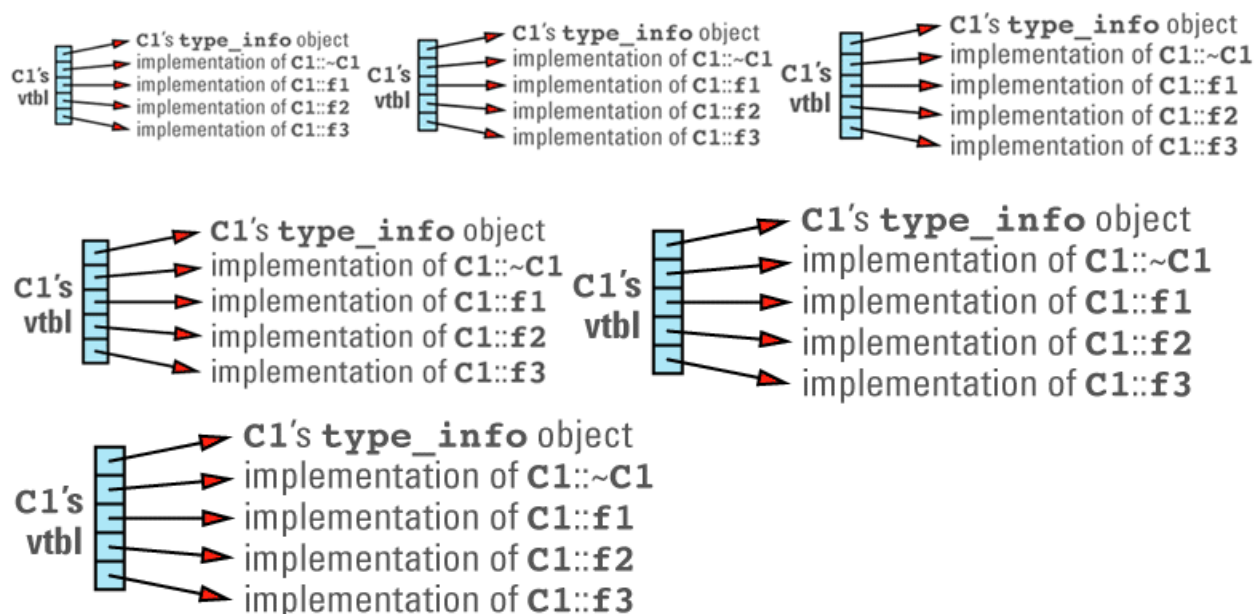 C1's vtbl
C1's type_info object
implementation of C1::~C1
implementation of C1::f1
implementation of C1::f2
implementation of C1::f3
C1's vtbl
C1's type_info object
implementation of C1::~C1
implementation of C1::f1
implementation of C1::f2
implementation of C1::f3
C1's vtbl
C1's type_info object
implementation of C1::~C1
implementation of C1::f1
implementation of C1::f2
implementation of C1::f3
C1's vtbl
C1's type_info object
implementation of C1::~C1
implementation of C1::f1
implementation of C1::f2
implementation of C1::f3
C1's vtbl
C1's type_info object
implementation of C1::~C1
implementation of C1::f1
implementation of C1::f2
implementation of C1::f3
C1's vtbl
C1's type_info object
implementation of C1::~C1
implementation of C1::f1
implementation of C1::f2
implementation of C1::f3